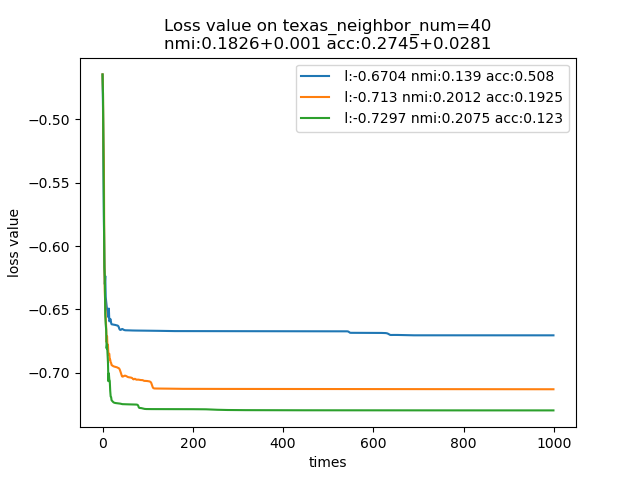 Loss value on texas_neighbor_num=40
nmi:0.1826+0.001 acc:0.2745+0.0281
l:-0.6704 nmi:0.139 acc:0.508
l:-0.713 nmi:0.2012 acc:0.1925
l:-0.7297 nmi:0.2075 acc:0.123
loss value
−0.50
−0.55
−0.60
−0.65
−0.70
0 200 400 600 800 1000
times